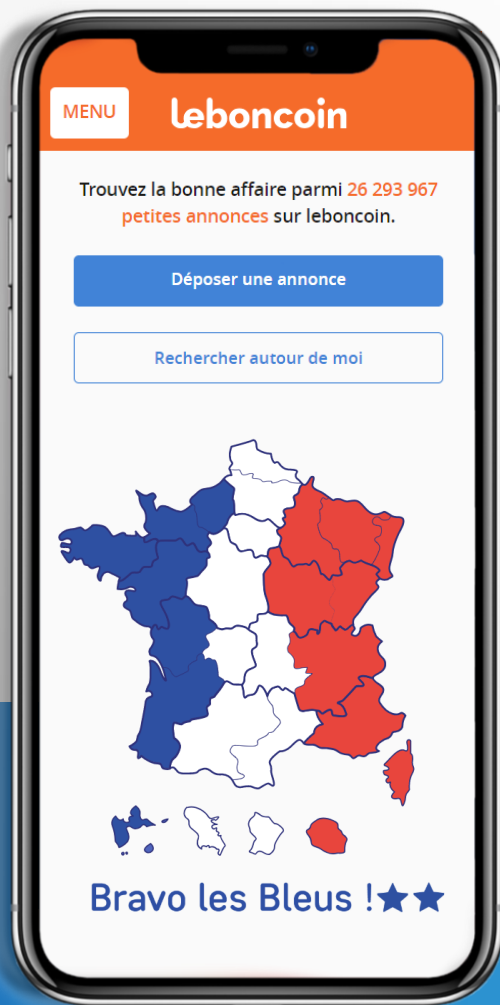 MENU
leboncoin
Trouvez la bonne affaire parmi 26 293 967
petites annonces sur leboncoin.
Déposer une annonce
Rechercher autour de moi
Bravo les Bleus !★★